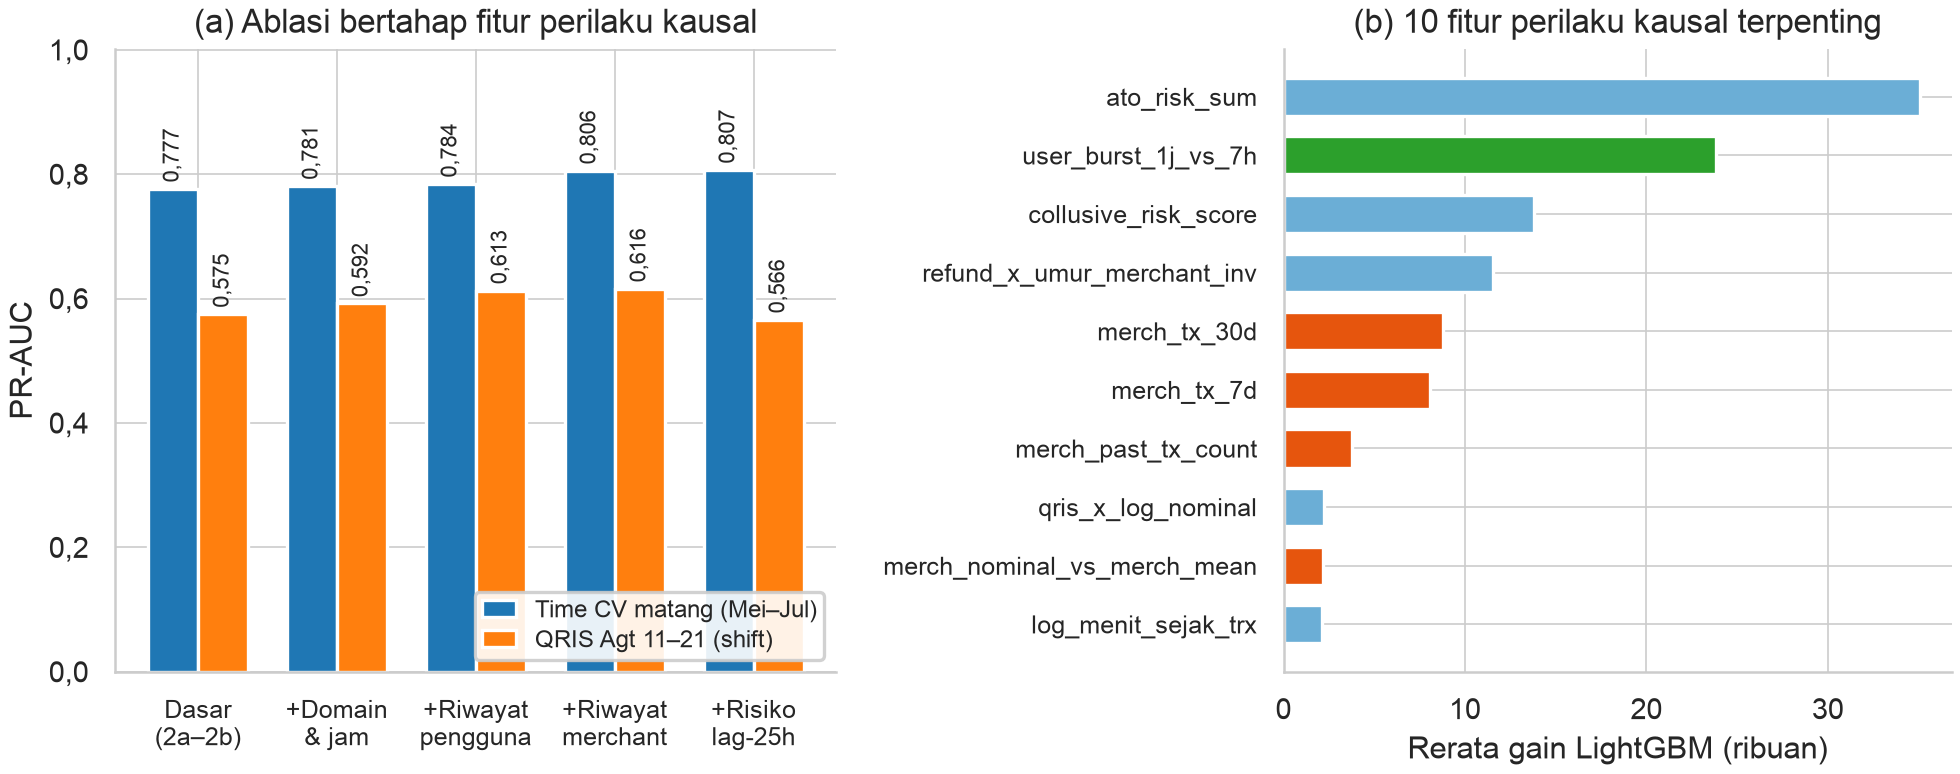 (a) Ablasi bertahap fitur perilaku kausal
PR-AUC
1,0
0,8
0,6
0,4
0,2
0,0
0,777
0,575
0,781
0,592
0,784
0,613
0,806
0,616
0,807
0,566
Time CV matang (Mei–Jul)
QRIS Agt 11–21 (shift)
Dasar
(2a–2b)
+Domain
& jam
+Riwayat
pengguna
+Riwayat
merchant
+Risiko
lag-25h
(b) 10 fitur perilaku kausal terpenting
ato_risk_sum
user_burst_1j_vs_7h
collusive_risk_score
refund_x_umur_merchant_inv
merch_tx_30d
merch_tx_7d
merch_past_tx_count
qris_x_log_nominal
merch_nominal_vs_merch_mean
log_menit_sejak_trx
0
10
20
30
Rerata gain LightGBM (ribuan)